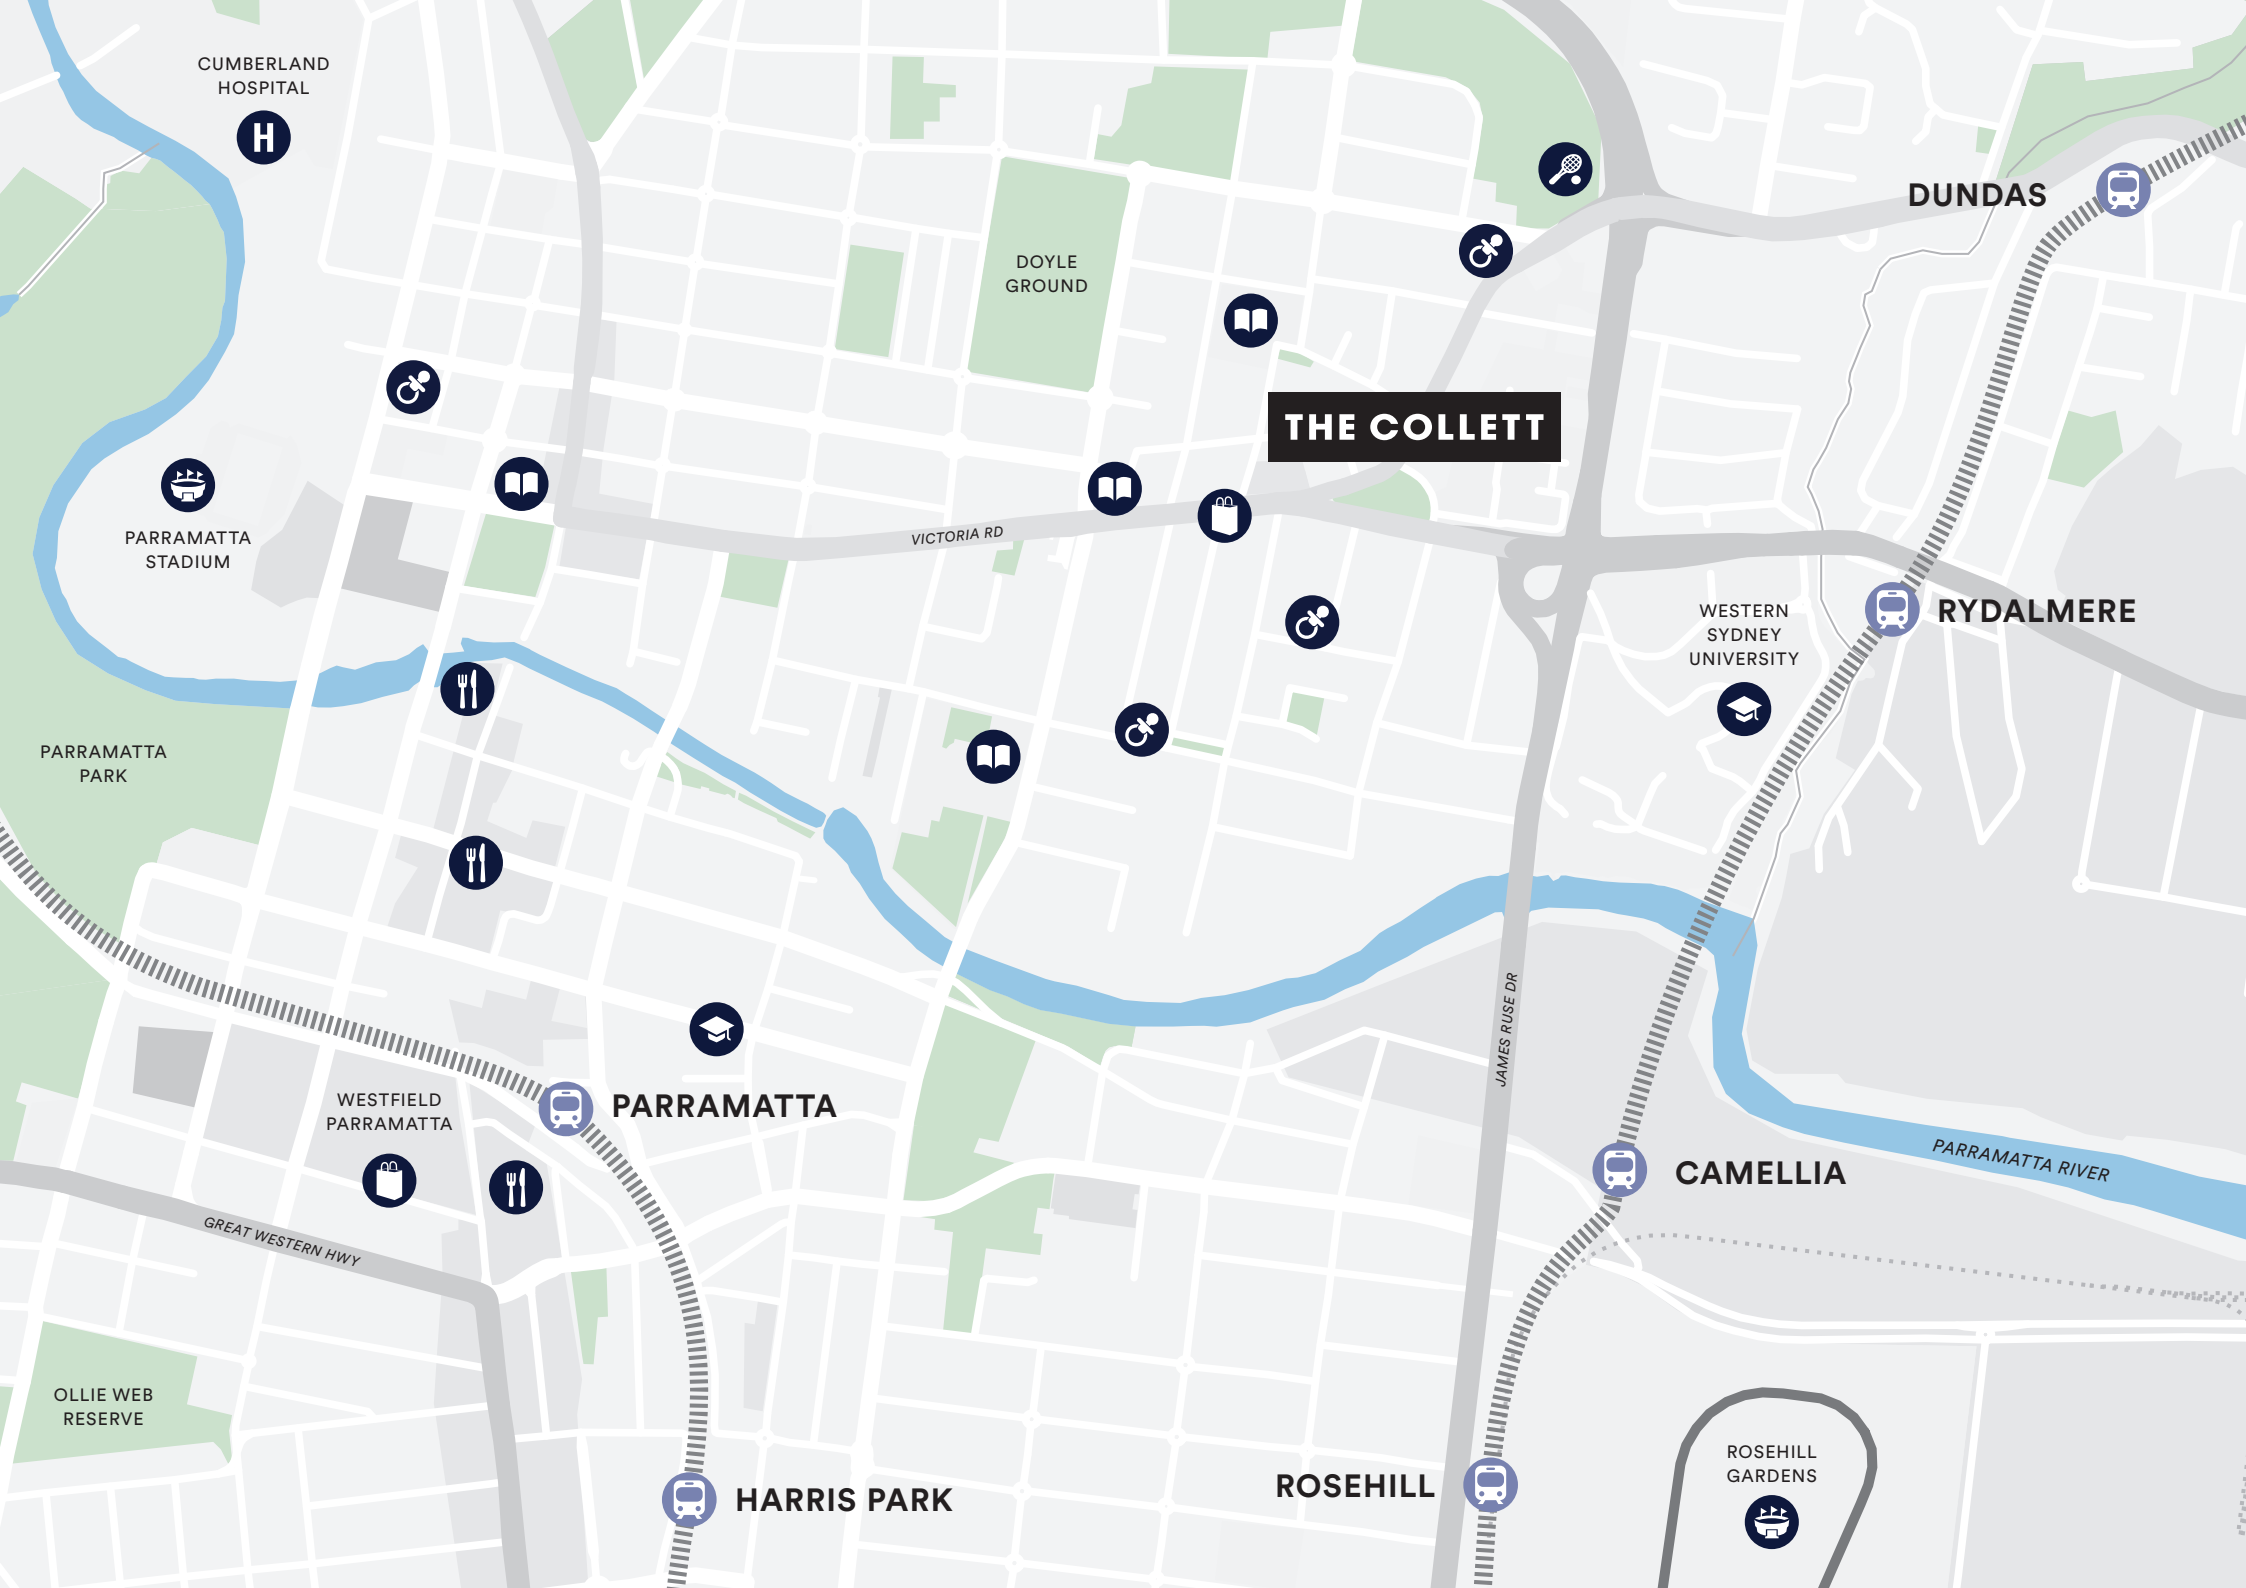 CUMBERLAND
HOSPITAL
H
DUNDAS
DOYLE
GROUND
THE COLLETT
PARRAMATTA
STADIUM
VICTORIA RD
WESTERN
SYDNEY
UNIVERSITY
RYDALMERE
PARRAMATTA
PARK
JAMES RUSE DR
WESTFIELD
PARRAMATTA
PARRAMATTA
CAMELLIA
PARRAMATTA RIVER
GREAT WESTERN HWY
OLLIE WEB
RESERVE
HARRIS PARK
ROSEHILL
ROSEHILL
GARDENS